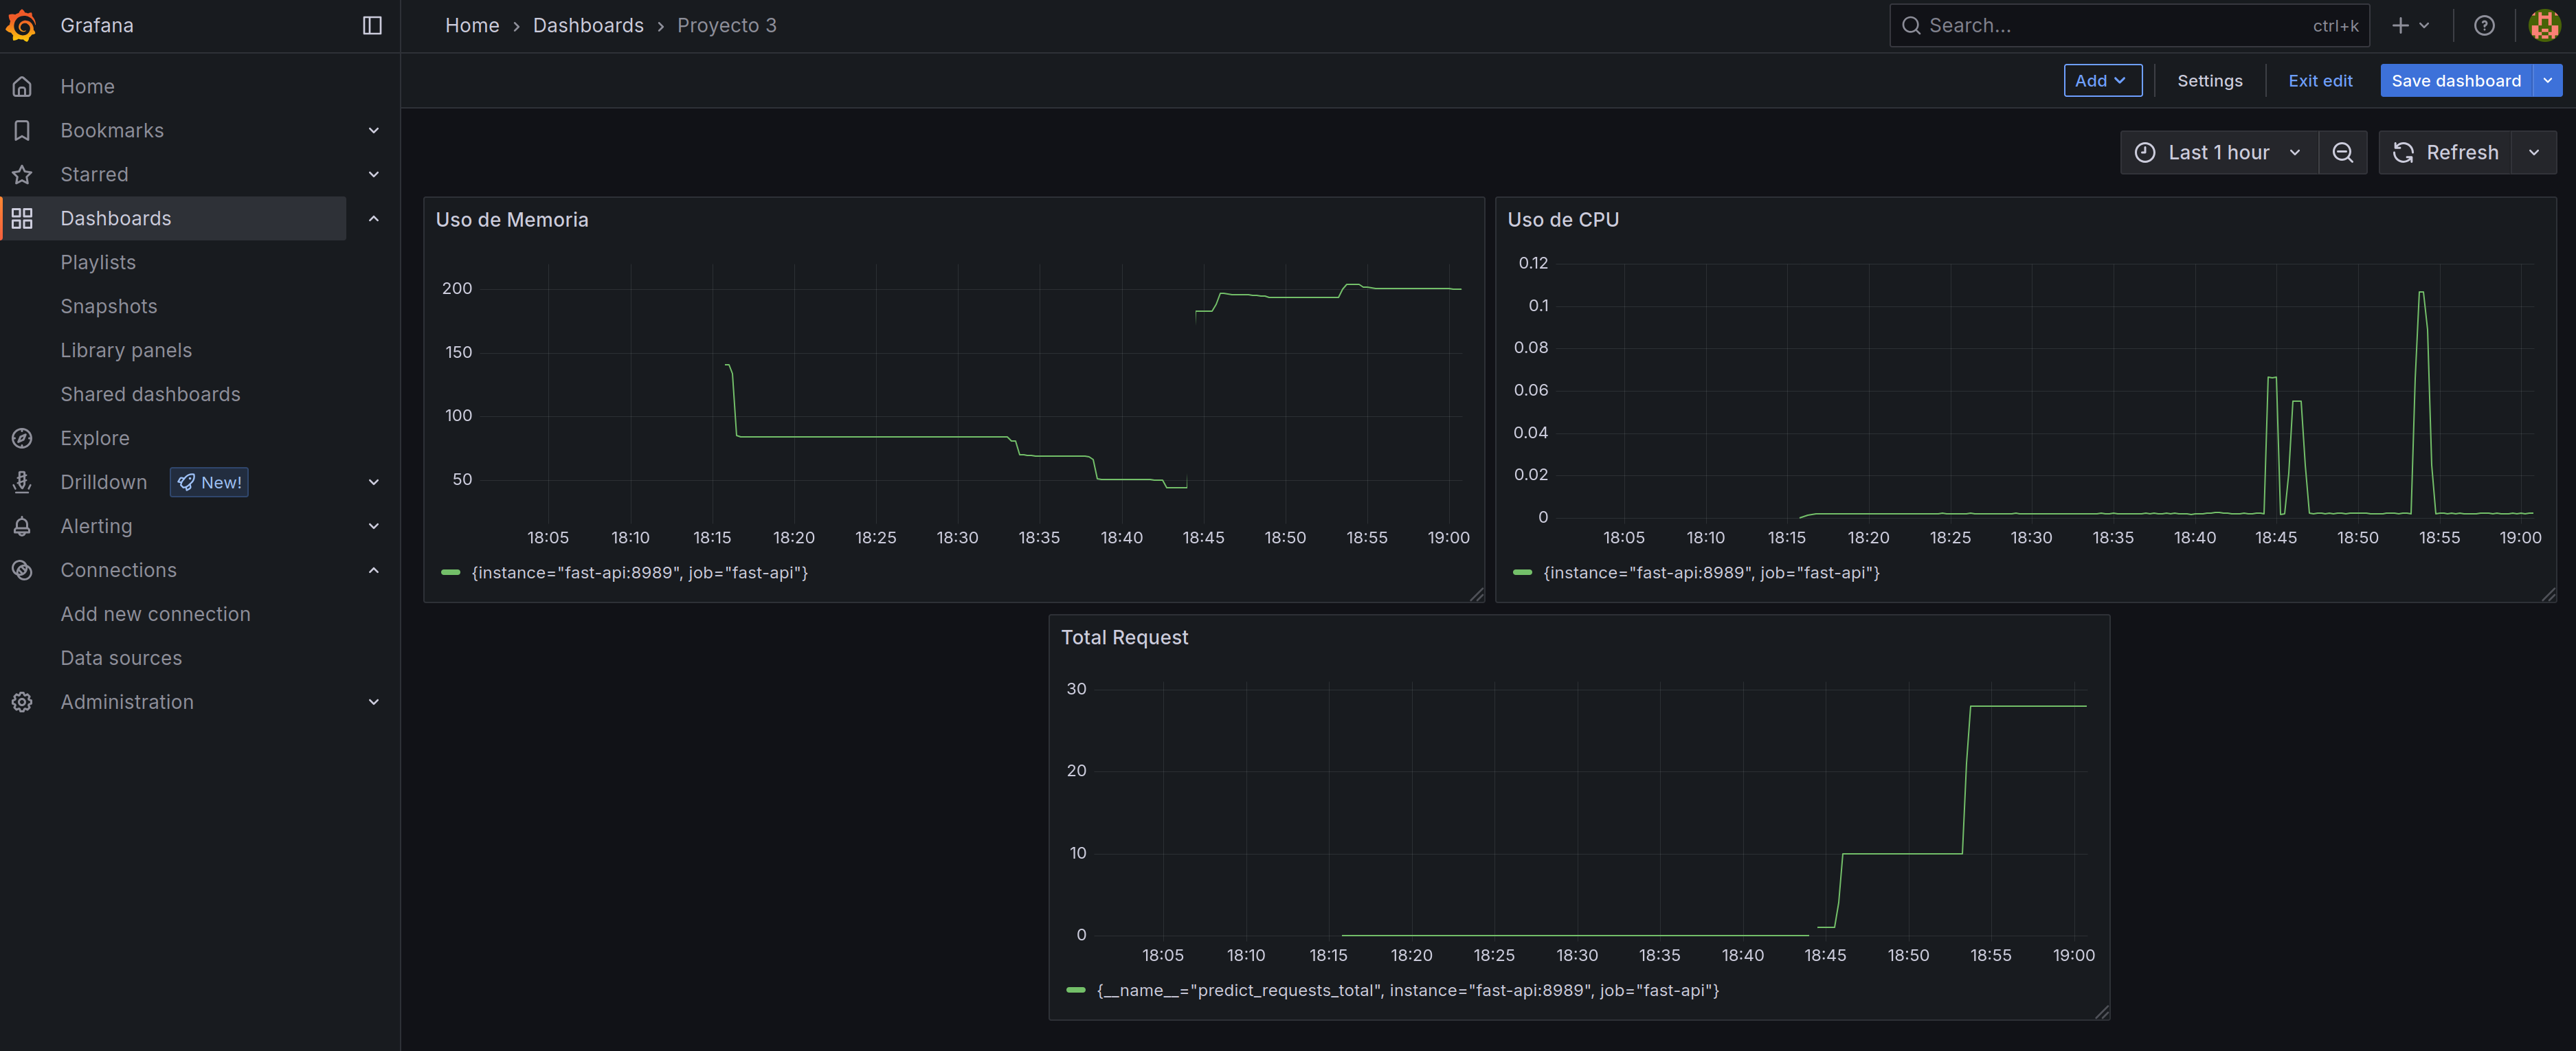 Grafana
Home › Dashboards › Proyecto 3
Search... ctrl+k
Add Settings Exit edit Save dashboard
Last 1 hour Refresh
Home
Bookmarks
Starred
Dashboards
Playlists
Snapshots
Library panels
Shared dashboards
Explore
Drilldown New!
Alerting
Connections
Add new connection
Data sources
Administration
Uso de Memoria
200
150
100
50
18:05 18:10 18:15 18:20 18:25 18:30 18:35 18:40 18:45 18:50 18:55 19:00
{instance="fast-api:8989", job="fast-api"}
Uso de CPU
0.12
0.1
0.08
0.06
0.04
0.02
0
18:05 18:10 18:15 18:20 18:25 18:30 18:35 18:40 18:45 18:50 18:55 19:00
{instance="fast-api:8989", job="fast-api"}
Total Request
30
20
10
0
18:05 18:10 18:15 18:20 18:25 18:30 18:35 18:40 18:45 18:50 18:55 19:00
{__name__="predict_requests_total", instance="fast-api:8989", job="fast-api"}